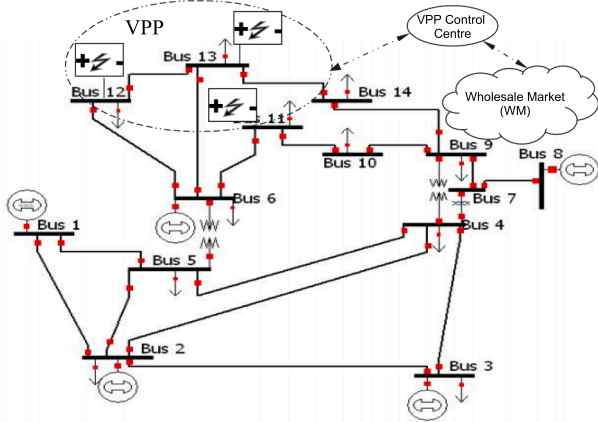 VPP
VPP Control
Centre
Wholesale Market
(WM)
Bus 13
Bus 12
Bus 14
Bus 11
Bus 10
Bus 9
Bus 8
Bus 7
Bus 6
Bus 1
Bus 4
Bus 5
Bus 2
Bus 3